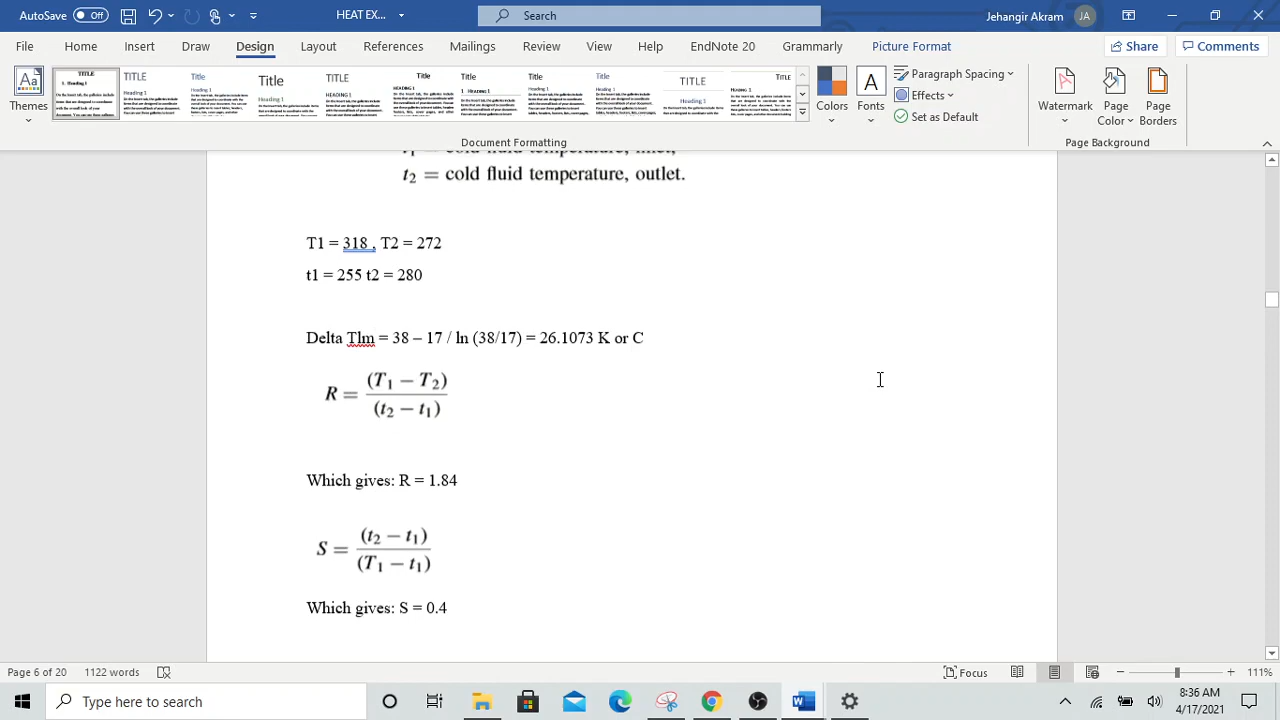 AutoSave Off Search Jehangir Akram JA
File Home Insert Draw Design Layout References Mailings Review View Help EndNote 20 Grammarly Picture Format Share Comments
Aa
Colors
Fonts
Paragraph Spacing
Effects
Set as Default
Watermark
Page Color
Page Borders
Document Formatting Page Background
t₂ = cold fluid temperature, outlet.
T1 = 318 , T2 = 272
t1 = 255 t2 = 280
Delta Tlm = 38 – 17 / ln (38/17) = 26.1073 K or C
R = (T₁ − T₂) / (t₂ − t₁)
Which gives: R = 1.84
S = (t₂ − t₁) / (T₁ − t₁)
Which gives: S = 0.4
Page 6 of 20 1122 words Focus 111%
Type here to search
8:36 AM
4/17/2021